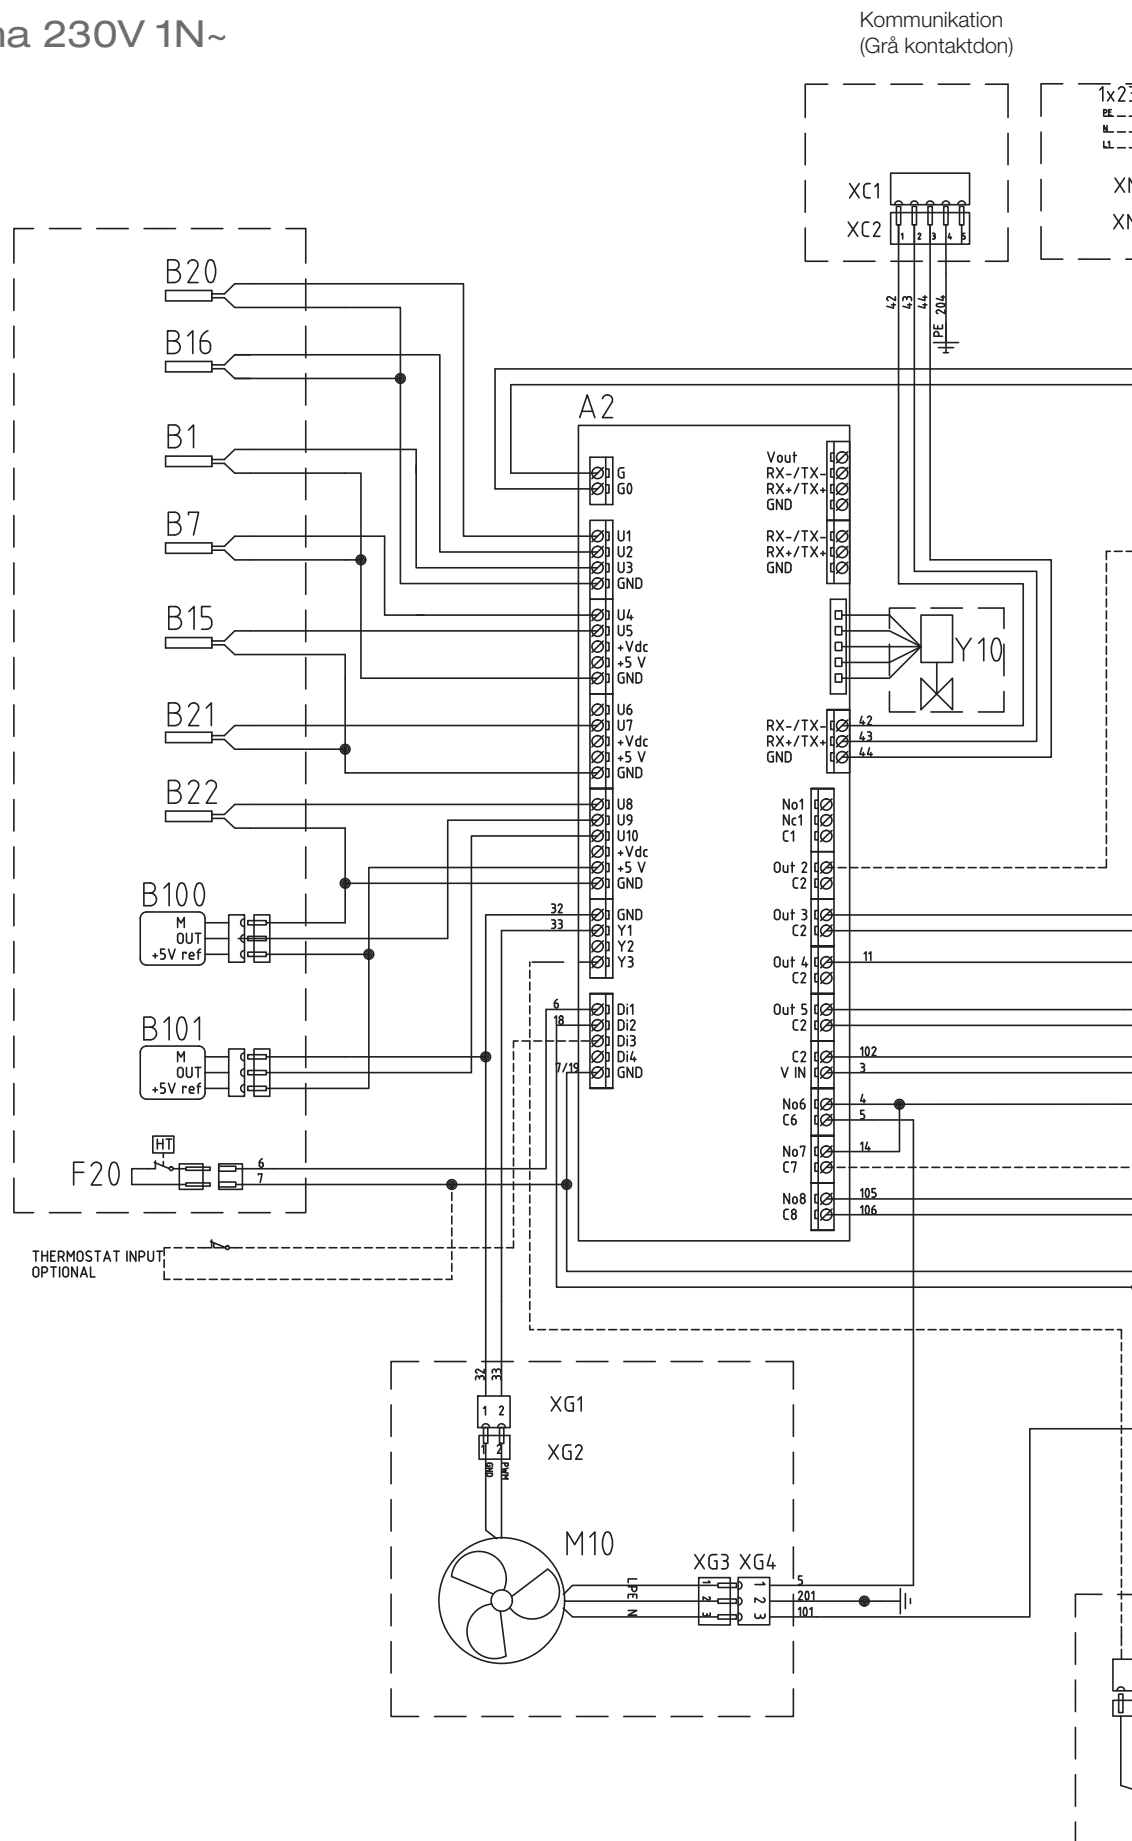 na 230V 1N~
Kommunikation
(Grå kontaktdon)
1x23
PE
N
L1
XC1
XC2
1 2 3 4 5
42
43
44
PE 204
B20
B16
B1
B7
B15
B21
B22
B100
M
OUT
+5V ref
B101
M
OUT
+5V ref
HT
F20
6
7
THERMOSTAT INPUT
OPTIONAL
A2
G
G0
U1
U2
U3
GND
U4
U5
+Vdc
+5 V
GND
U6
U7
+Vdc
+5 V
GND
U8
U9
U10
+Vdc
+5 V
GND
32 GND
33 Y1
Y2
Y3
6 Di1
18 Di2
Di3
Di4
7/19 GND
Vout
RX-/TX-
RX+/TX+
GND
RX-/TX-
RX+/TX+
GND
Y10
RX-/TX- 42
RX+/TX+ 43
GND 44
No1
Nc1
C1
Out 2
C2
Out 3
C2
Out 4 11
C2
Out 5
C2
C2 102
V IN 3
No6 4
C6 5
No7 14
C7
No8 105
C8 106
32
33
1 2
XG1
1 2
XG2
GND
PWM
M10
L PE N
XG3 XG4
1 1 5
2 2 201
3 3 101